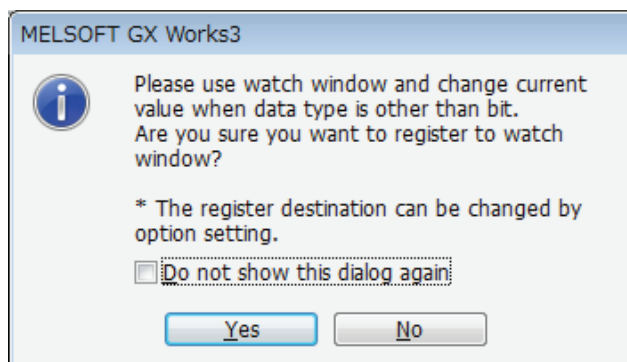 MELSOFT GX Works3
Please use watch window and change current
value when data type is other than bit.
Are you sure you want to register to watch
window?
* The register destination can be changed by
option setting.
Do not show this dialog again
Yes No